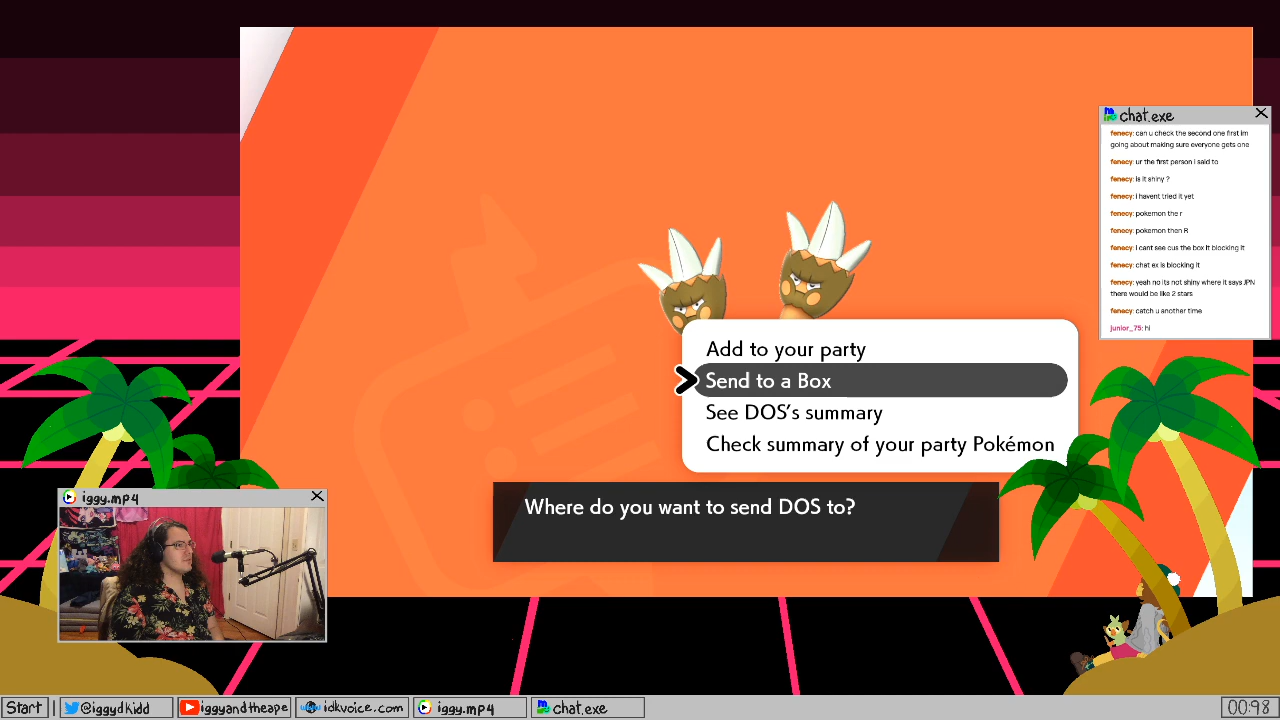 chat.exe
fenecy: can u check the second one first im
going about making sure everyone gets one
fenecy: ur the first person i said to
fenecy: is it shiny ?
fenecy: i havent tried it yet
fenecy: pokemon the r
fenecy: pokemon then R
fenecy: i cant see cus the box it blocking it
fenecy: chat ex is blocking it
fenecy: yeah no its not shiny where it says JPN
there would be like 2 stars
fenecy: catch u another time
junior_75: hi
Add to your party
Send to a Box
See DOS's summary
Check summary of your party Pokémon
Where do you want to send DOS to?
iggy.mp4
Start
@iggydkidd
iggyandtheape
idkvoice.com
iggy.mp4
chat.exe
00:98